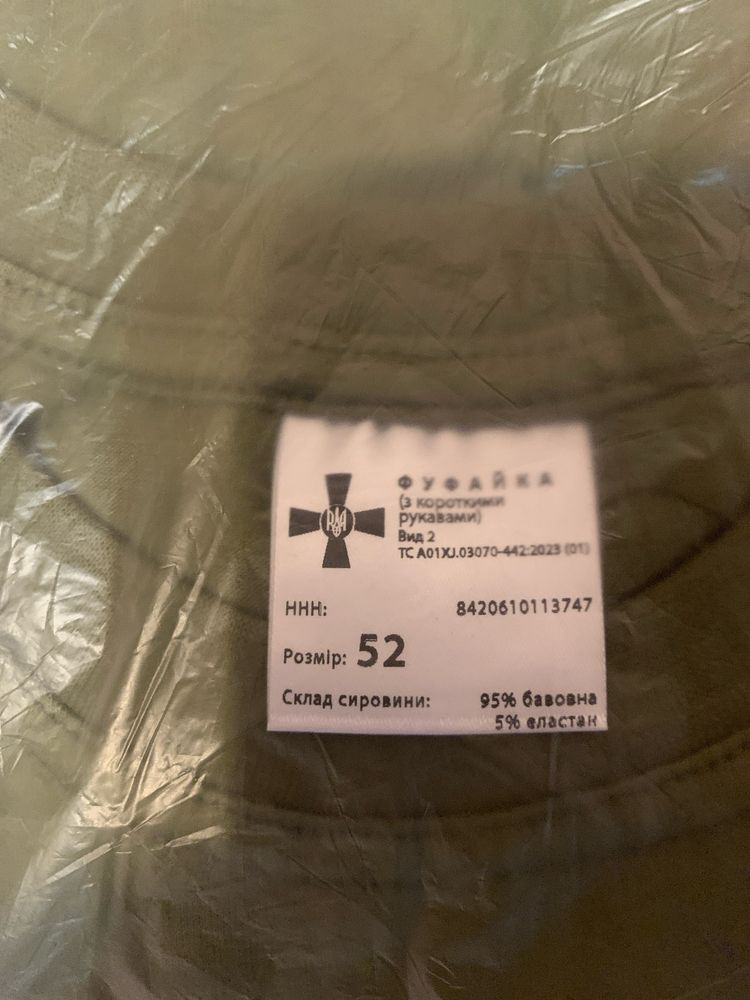 ФУФАЙКА
(з короткими
рукавами)
Вид 2
ТС А01XJ.03070-442:2023 (01)
ННН: 8420610113747
Розмір: 52
Склад сировини: 95% бавовна
5% еластан